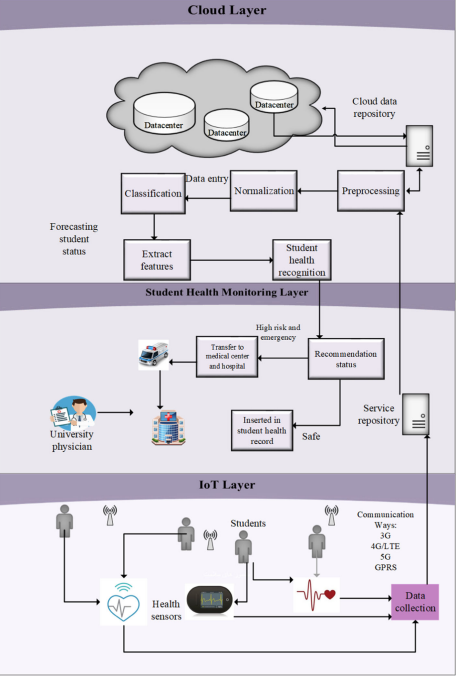 Cloud Layer
Datacenter
Datacenter
Datacenter
Cloud data
repository
Data entry
Classification
Normalization
Preprocessing
Forecasting
student
status
Extract
features
Student
health
recognition
Student Health Monitoring Layer
High risk and
emergency
Transfer to
medical center
and hospital
Recommendation
status
University
physician
Inserted in
student health
record
Safe
Service
repository
IoT Layer
Students
Communication
Ways:
3G
4G/LTE
5G
GPRS
Health
sensors
Data
collection